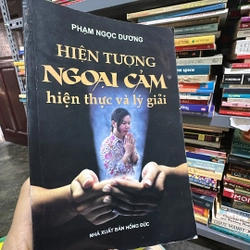 PHẠM NGỌC DƯƠNG
HIỆN TƯỢNG
NGOẠI CẢM
hiện thực và lý giải
NHÀ XUẤT BẢN HỒNG ĐỨC